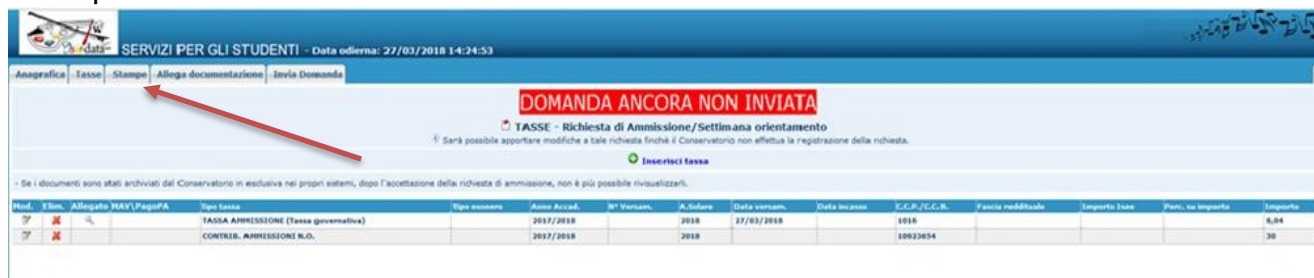 SERVIZI PER GLI STUDENTI - Data odierna: 27/03/2018 14:24:53
Anagrafica Tasse Stampe Allega documentazione Invia Domanda
DOMANDA ANCORA NON INVIATA
TASSE - Richiesta di Ammissione/Settimana orientamento
Sarà possibile apportare modifiche a tale richiesta finchè il Conservatorio non effettua la registrazione della richiesta.
Inserisci tassa
- Se i documenti sono stati archiviati dal Conservatorio in esclusiva nei propri sistemi, dopo l'accettazione della richiesta di ammissione, non è più possibile rivisualizzarli.
Mod. Elim. Allegato MAV\PagoPA Tipo tassa Tipo esonero Anno Accad. N° Versam. A.Solare Data versam. Data incasso C.C.P./C.C.B. Fascia reddituale Importo Isee Perc. su importo Importo
TASSA AMMISSIONE (Tassa governativa) 2017/2018 2018 27/03/2018 1016 6,04
CONTRIB. AMMISSIONI N.O. 2017/2018 2018 10923654 30